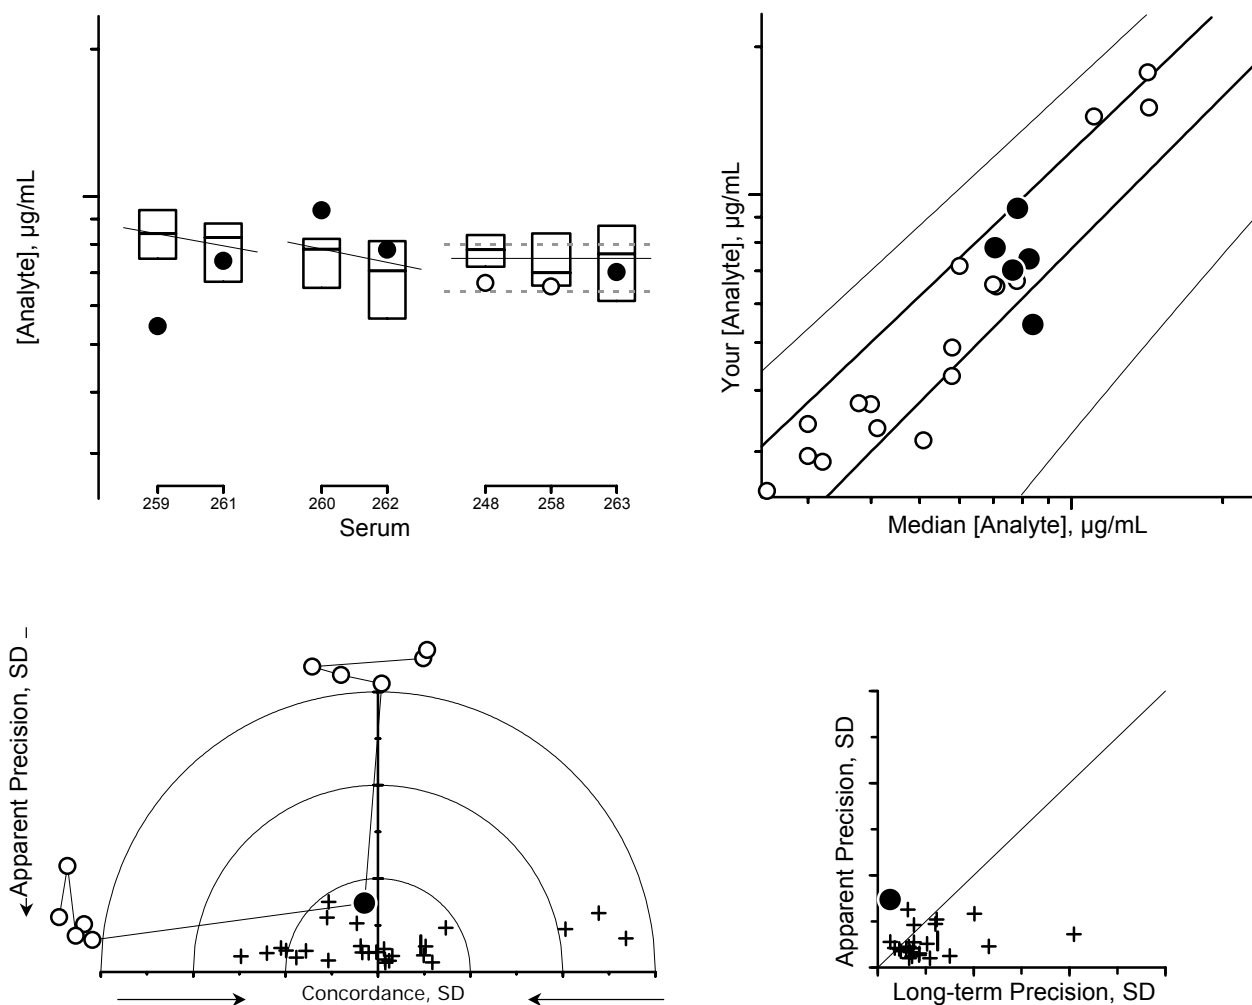 [Analyte], µg/mL
259 261 260 262 248 258 263
Serum
Your [Analyte], µg/mL
Median [Analyte], µg/mL
Apparent Precision, SD
Concordance, SD
Apparent Precision, SD
Long-term Precision, SD